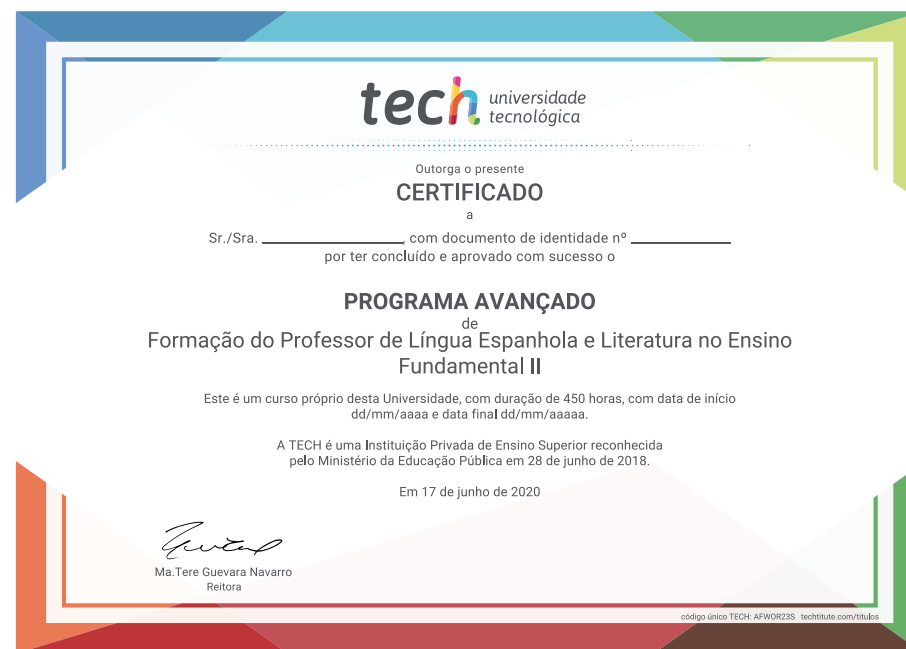 tech universidade
tecnológica
Outorga o presente
CERTIFICADO
a
Sr./Sra. ______________, com documento de identidade nº __________
por ter concluído e aprovado com sucesso o
PROGRAMA AVANÇADO
de
Formação do Professor de Língua Espanhola e Literatura no Ensino
Fundamental II
Este é um curso próprio desta Universidade, com duração de 450 horas, com data de início
dd/mm/aaaa e data final dd/mm/aaaaa.
A TECH é uma Instituição Privada de Ensino Superior reconhecida
pelo Ministério da Educação Pública em 28 de junho de 2018.
Em 17 de junho de 2020
Ma.Tere Guevara Navarro
Reitora
código único TECH: AFWOR23S techtitute.com/titulos